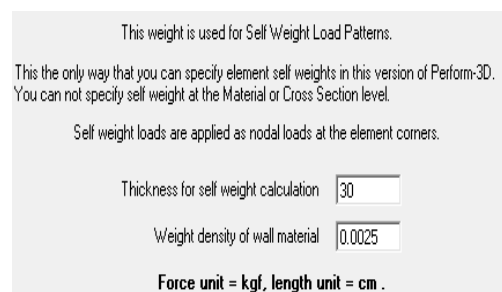 This weight is used for Self Weight Load Patterns.
This the only way that you can specify element self weights in this version of Perform-3D.
You can not specify self weight at the Material or Cross Section level.
Self weight loads are applied as nodal loads at the element corners.
Thickness for self weight calculation 30
Weight density of wall material 0.0025
Force unit = kgf, length unit = cm .